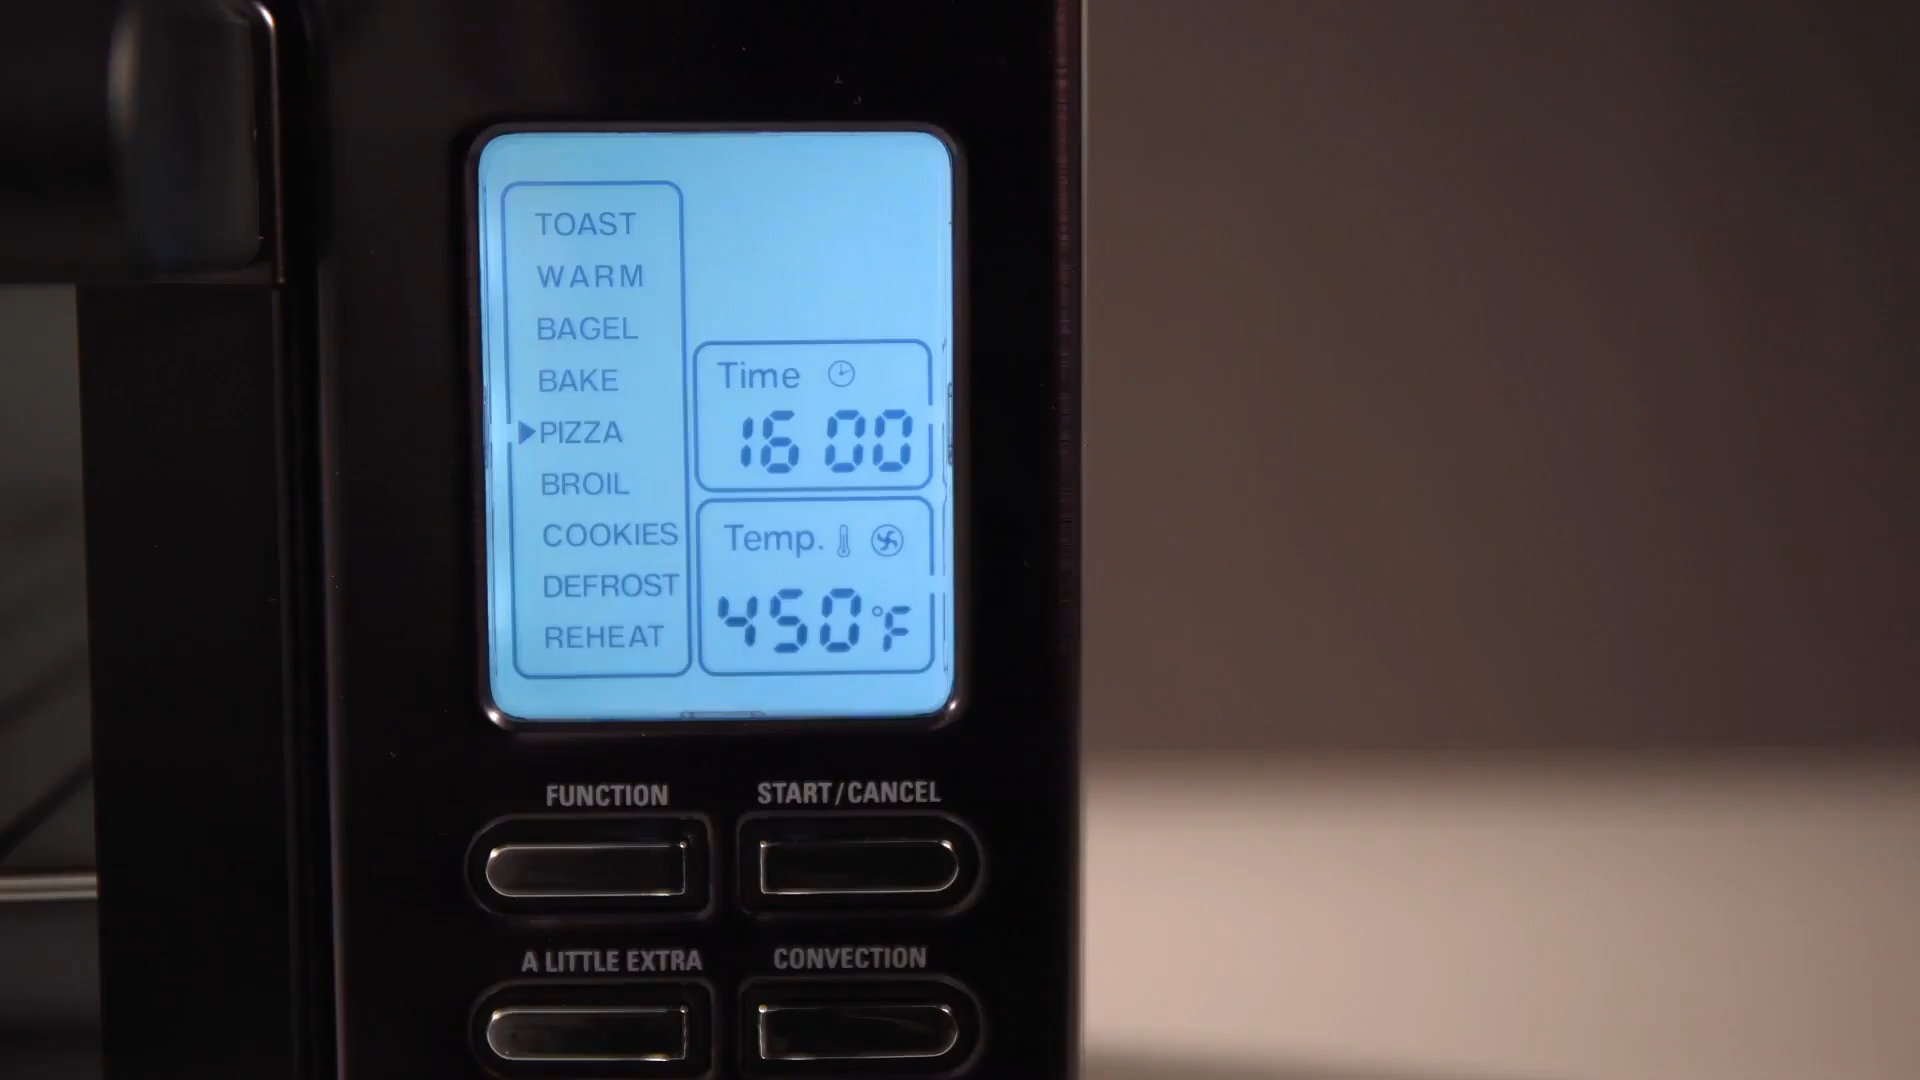 TOAST
WARM
BAGEL
BAKE
PIZZA
BROIL
COOKIES
DEFROST
REHEAT
Time
16 00
Temp.
450°F
FUNCTION
START/CANCEL
A LITTLE EXTRA
CONVECTION